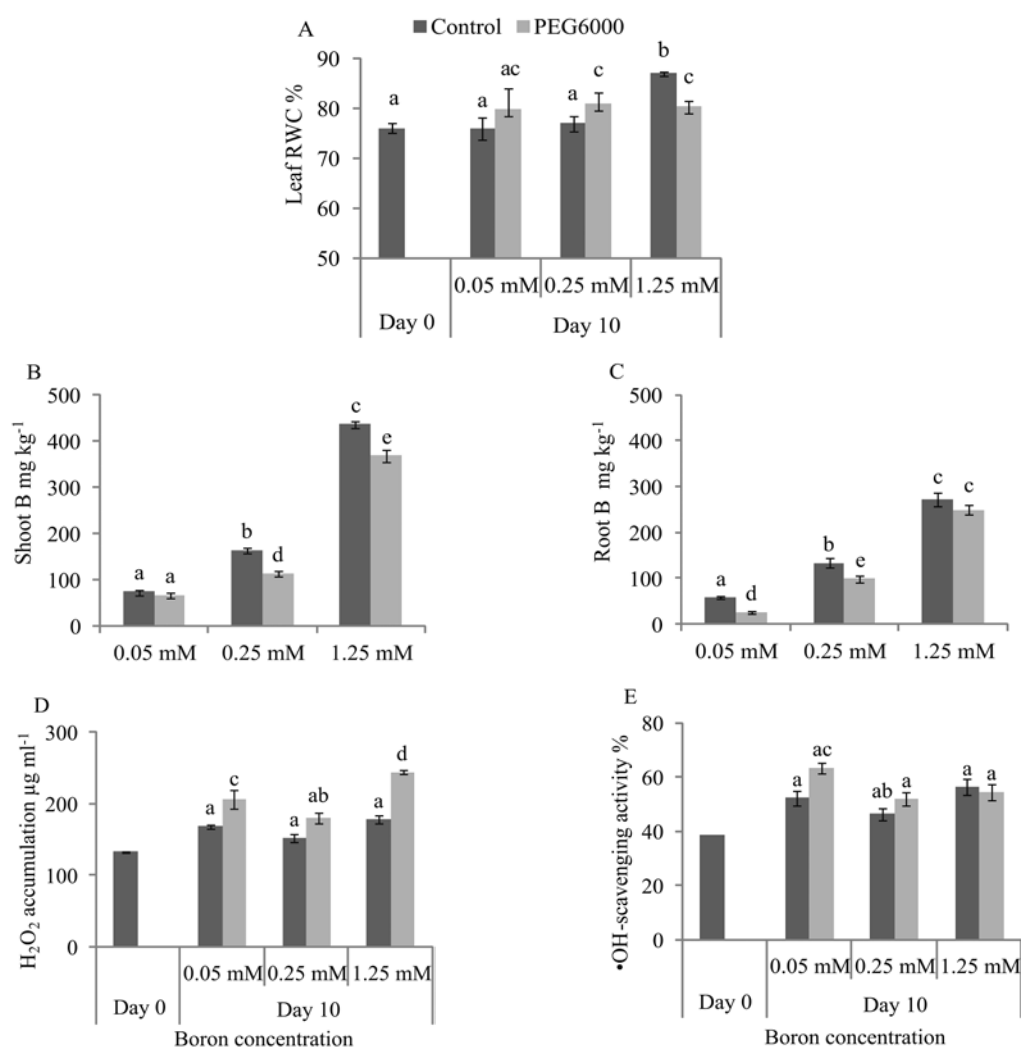 A
Control PEG6000
Leaf RWC %
90
80
70
60
50
a
a
ac
a
c
b
c
0.05 mM 0.25 mM 1.25 mM
Day 0 Day 10
B
Shoot B mg kg⁻¹
500
400
300
200
100
0
a
a
b
d
c
e
0.05 mM 0.25 mM 1.25 mM
C
Root B mg kg⁻¹
500
400
300
200
100
0
a
d
b
e
c
c
0.05 mM 0.25 mM 1.25 mM
D
H₂O₂ accumulation µg ml⁻¹
300
200
100
0
a
c
a
ab
a
d
0.05 mM 0.25 mM 1.25 mM
Day 0 Day 10
Boron concentration
E
•OH-scavenging activity %
80
60
40
20
0
a
ac
ab
a
a
a
0.05 mM 0.25 mM 1.25 mM
Day 0 Day 10
Boron concentration